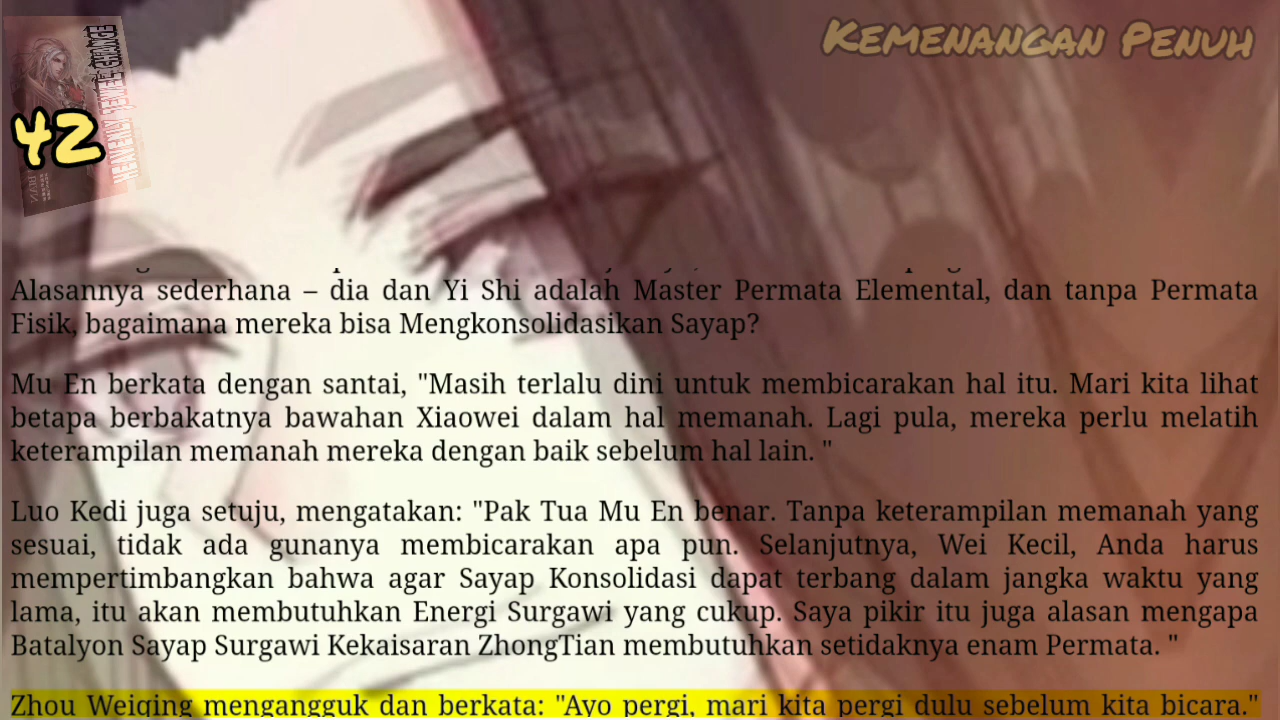 Kemenangan Penuh
HEAVENLY JEWEL CHANGE
42
Alasannya sederhana – dia dan Yi Shi adalah Master Permata Elemental, dan tanpa Permata
Fisik, bagaimana mereka bisa Mengkonsolidasikan Sayap?
Mu En berkata dengan santai, "Masih terlalu dini untuk membicarakan hal itu. Mari kita lihat
betapa berbakatnya bawahan Xiaowei dalam hal memanah. Lagi pula, mereka perlu melatih
keterampilan memanah mereka dengan baik sebelum hal lain. "
Luo Kedi juga setuju, mengatakan: "Pak Tua Mu En benar. Tanpa keterampilan memanah yang
sesuai, tidak ada gunanya membicarakan apa pun. Selanjutnya, Wei Kecil, Anda harus
mempertimbangkan bahwa agar Sayap Konsolidasi dapat terbang dalam jangka waktu yang
lama, itu akan membutuhkan Energi Surgawi yang cukup. Saya pikir itu juga alasan mengapa
Batalyon Sayap Surgawi Kekaisaran ZhongTian membutuhkan setidaknya enam Permata. "
Zhou Weiqing mengangguk dan berkata: "Ayo pergi, mari kita pergi dulu sebelum kita bicara."